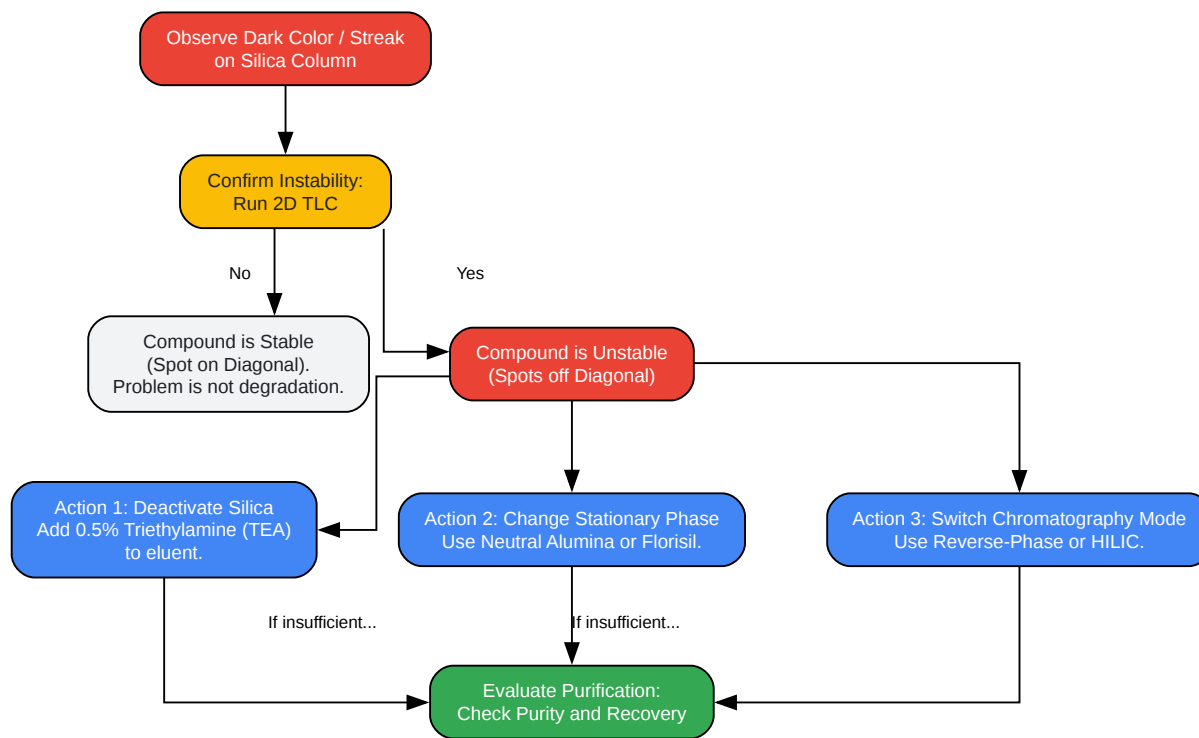 Observe Dark Color / Streak
on Silica Column
Confirm Instability:
Run 2D TLC
No
Yes
Compound is Stable
(Spot on Diagonal).
Problem is not degradation.
Compound is Unstable
(Spots off Diagonal)
Action 1: Deactivate Silica
Add 0.5% Triethylamine (TEA)
to eluent.
Action 2: Change Stationary Phase
Use Neutral Alumina or Florisil.
Action 3: Switch Chromatography Mode
Use Reverse-Phase or HILIC.
If insufficient...
If insufficient...
Evaluate Purification:
Check Purity and Recovery